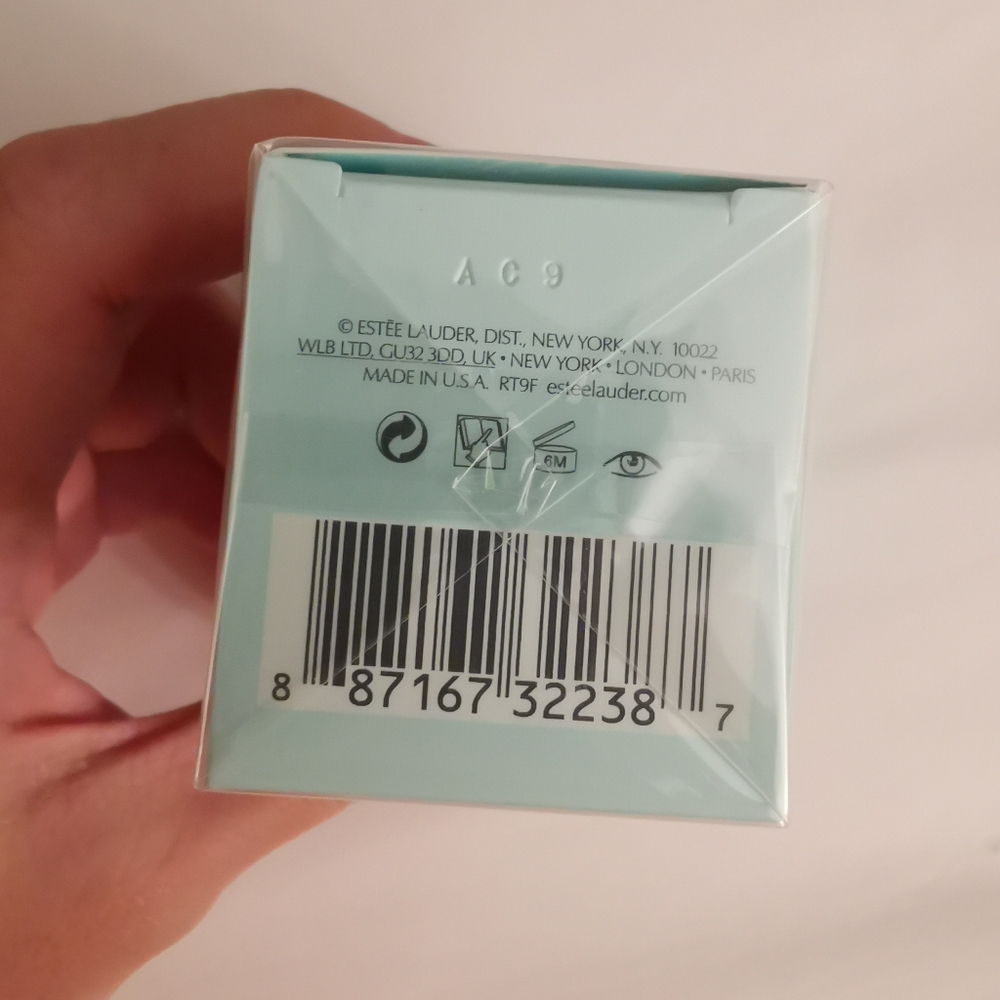 AC9
© ESTĒE LAUDER, DIST., NEW YORK, N.Y. 10022
WLB LTD, GU32 3DD, UK • NEW YORK • LONDON • PARIS
MADE IN U.S.A. RT9F esteelauder.com
6M
8 87167 32238 7